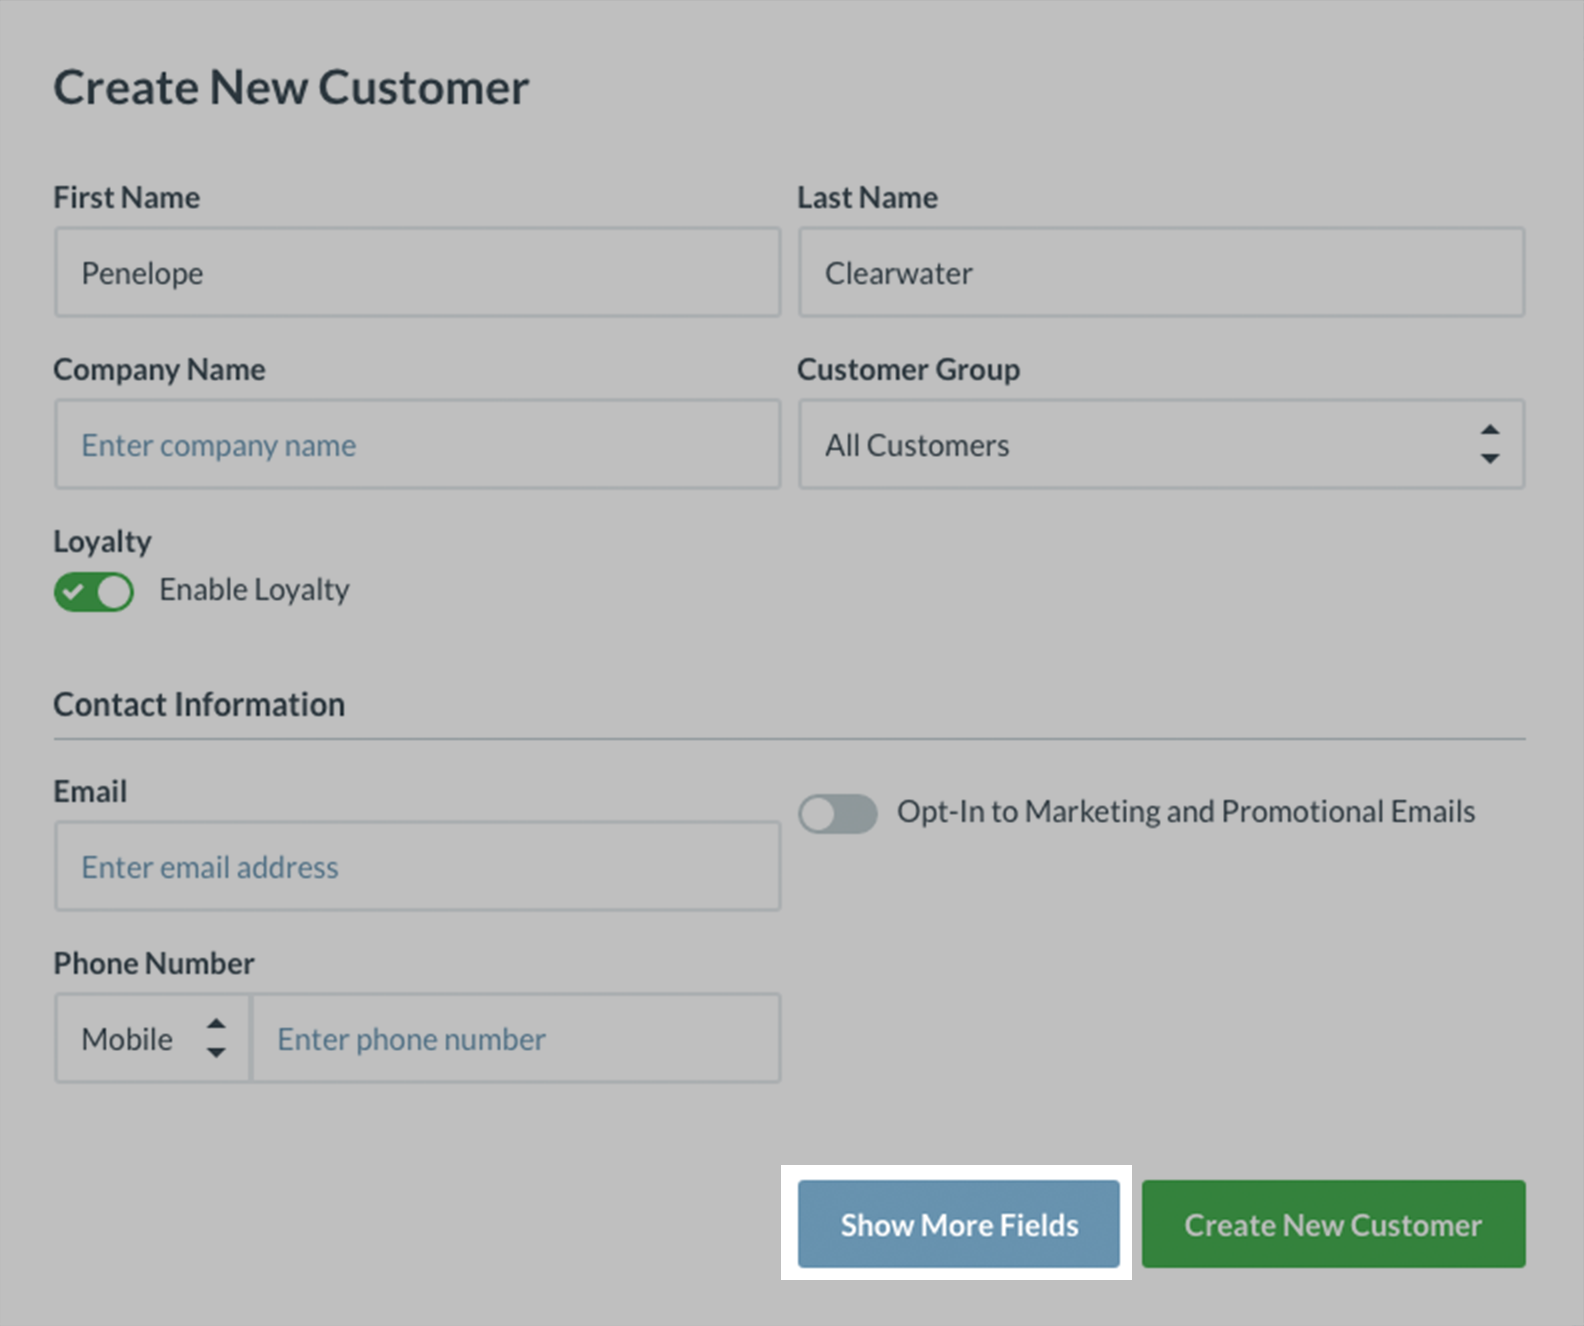 Create New Customer
First Name
Last Name
Penelope
Clearwater
Company Name
Customer Group
Enter company name
All Customers
Loyalty
Enable Loyalty
Contact Information
Email
Opt-In to Marketing and Promotional Emails
Enter email address
Phone Number
Mobile
Enter phone number
Show More Fields
Create New Customer